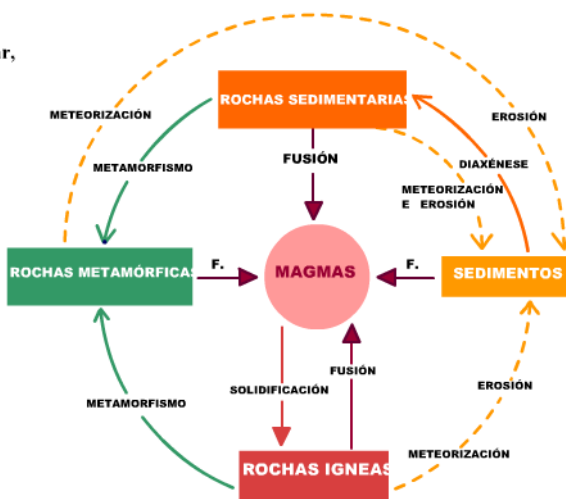 ar,
ROCHAS SEDIMENTARIAS
METEORIZACIÓN
EROSIÓN
FUSIÓN
DIAXÉNESE
METAMORFISMO
METEORIZACIÓN
E EROSIÓN
ROCHAS METAMÓRFICAS
F.
MAGMAS
F.
SEDIMENTOS
FUSIÓN
SOLIDIFICACIÓN
EROSIÓN
METAMORFISMO
METEORIZACIÓN
ROCHAS IGNEAS